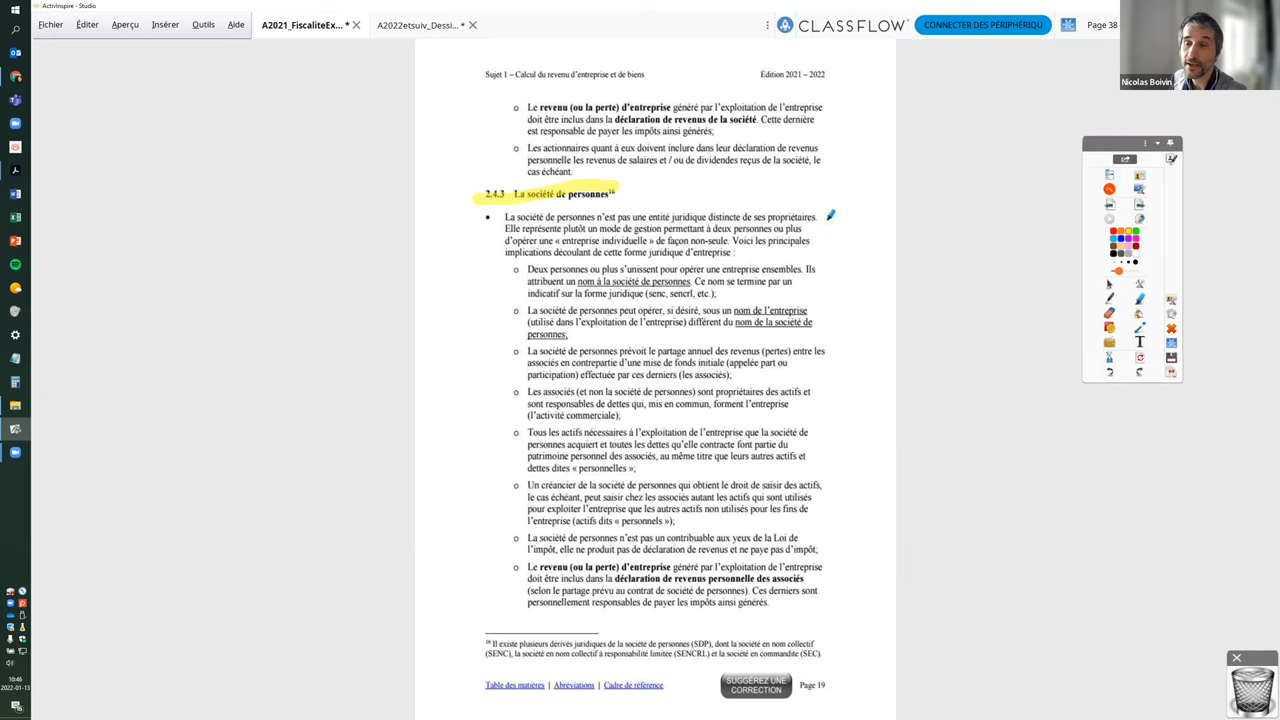 ActivInspire - Studio
Fichier Éditer Aperçu Insérer Outils Aide A2021_FiscaliteEx... * A2022etsuiv_Dessi... *
CLASSFLOW CONNECTER DES PÉRIPHÉRIQU Page 38
Nicolas Boivin
Sujet 1 – Calcul du revenu d'entreprise et de biens Édition 2021 – 2022
o Le revenu (ou la perte) d'entreprise généré par l'exploitation de l'entreprise
doit être inclus dans la déclaration de revenus de la société. Cette dernière
est responsable de payer les impôts ainsi générés;
o Les actionnaires quant à eux doivent inclure dans leur déclaration de revenus
personnelle les revenus de salaires et / ou de dividendes reçus de la société, le
cas échéant.
2.4.3 La société de personnes16
• La société de personnes n'est pas une entité juridique distincte de ses propriétaires.
Elle représente plutôt un mode de gestion permettant à deux personnes ou plus
d'opérer une « entreprise individuelle » de façon non-seule. Voici les principales
implications découlant de cette forme juridique d'entreprise :
o Deux personnes ou plus s'unissent pour opérer une entreprise ensembles. Ils
attribuent un nom à la société de personnes. Ce nom se termine par un
indicatif sur la forme juridique (senc, sencrl, etc.);
o La société de personnes peut opérer, si désiré, sous un nom de l'entreprise
(utilisé dans l'exploitation de l'entreprise) différent du nom de la société de
personnes;
o La société de personnes prévoit le partage annuel des revenus (pertes) entre les
associés en contrepartie d'une mise de fonds initiale (appelée part ou
participation) effectuée par ces derniers (les associés);
o Les associés (et non la société de personnes) sont propriétaires des actifs et
sont responsables de dettes qui, mis en commun, forment l'entreprise
(l'activité commerciale);
o Tous les actifs nécessaires à l'exploitation de l'entreprise que la société de
personnes acquiert et toutes les dettes qu'elle contracte font partie du
patrimoine personnel des associés, au même titre que leurs autres actifs et
dettes dites « personnelles »;
o Un créancier de la société de personnes qui obtient le droit de saisir des actifs,
le cas échéant, peut saisir chez les associés autant les actifs qui sont utilisés
pour exploiter l'entreprise que les autres actifs non utilisés pour les fins de
l'entreprise (actifs dits « personnels »);
o La société de personnes n'est pas un contribuable aux yeux de la Loi de
l'impôt, elle ne produit pas de déclaration de revenus et ne paye pas d'impôt;
o Le revenu (ou la perte) d'entreprise généré par l'exploitation de l'entreprise
doit être inclus dans la déclaration de revenus personnelle des associés
(selon le partage prévu au contrat de société de personnes). Ces derniers sont
personnellement responsables de payer les impôts ainsi générés.
16 Il existe plusieurs dérivés juridiques de la société de personnes (SDP), dont la société en nom collectif
(SENC), la société en nom collectif à responsabilité limitée (SENCRL) et la société en commandite (SEC).
Table des matières | Abréviations | Cadre de référence SUGGÉREZ UNE CORRECTION Page 19
10:46
2022-01-13